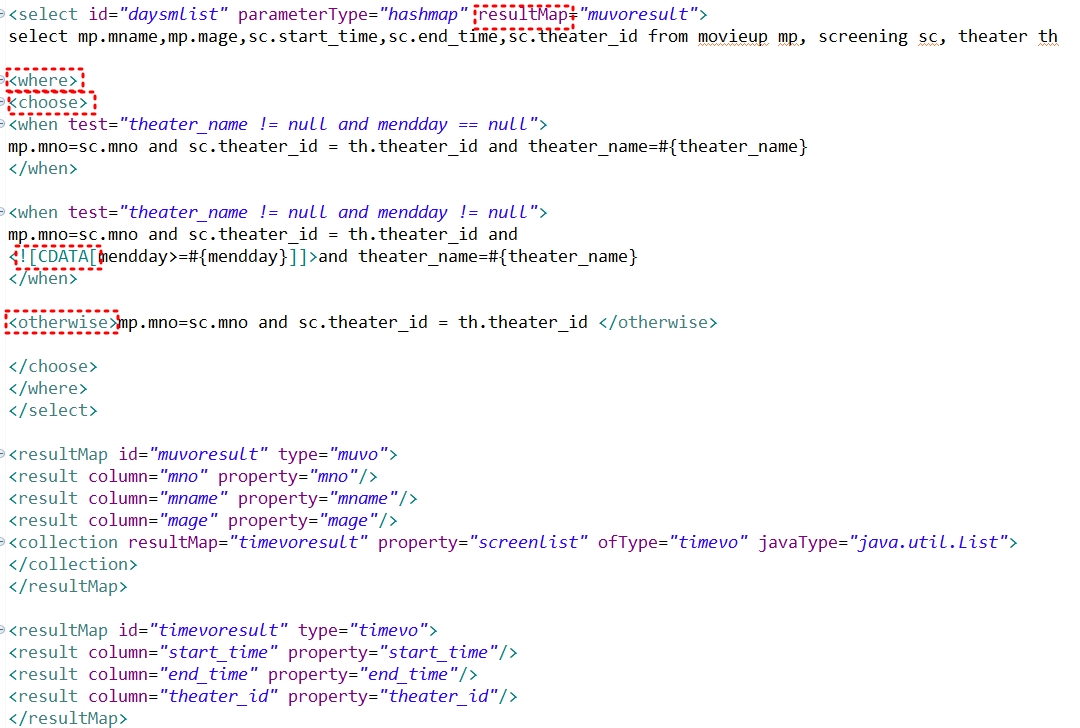 <select id="daysmlist" parameterType="hashmap" resultMap="muvoresult">
select mp.mname,mp.mage,sc.start_time,sc.end_time,sc.theater_id from movieup mp, screening sc, theater th
<where>
<choose>
<when test="theater_name != null and mendday == null">
mp.mno=sc.mno and sc.theater_id = th.theater_id and theater_name=#{theater_name}
</when>
<when test="theater_name != null and mendday != null">
mp.mno=sc.mno and sc.theater_id = th.theater_id and
<![CDATA[mendday>=#{mendday}]]>and theater_name=#{theater_name}
</when>
<otherwise>mp.mno=sc.mno and sc.theater_id = th.theater_id </otherwise>
</choose>
</where>
</select>
<resultMap id="muvoresult" type="muvo">
<result column="mno" property="mno"/>
<result column="mname" property="mname"/>
<result column="mage" property="mage"/>
<collection resultMap="timevoresult" property="screenlist" ofType="timevo" javaType="java.util.List">
</collection>
</resultMap>
<resultMap id="timevoresult" type="timevo">
<result column="start_time" property="start_time"/>
<result column="end_time" property="end_time"/>
<result column="theater_id" property="theater_id"/>
</resultMap>